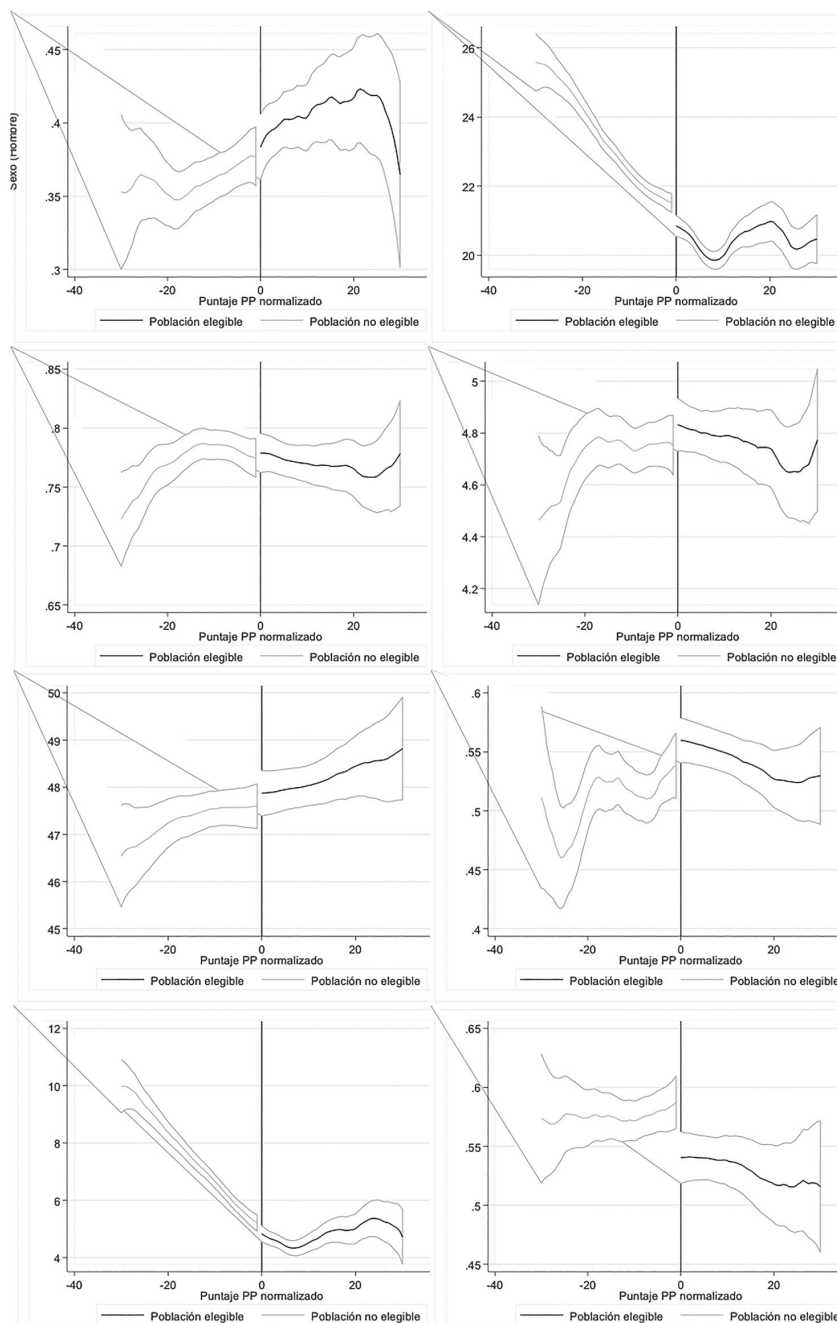 Sexo (Hombre)
.45
.4
.35
.3
-40 -20 0 20
Puntaje PP normalizado
Población elegible Población no elegible
26
24
22
20
-40 -20 0 20
Puntaje PP normalizado
Población elegible Población no elegible
.85
.8
.75
.7
.65
-40 -20 0 20
Puntaje PP normalizado
Población elegible Población no elegible
5
4.8
4.6
4.4
4.2
-40 -20 0 20
Puntaje PP normalizado
Población elegible Población no elegible
50
49
48
47
46
45
-40 -20 0 20
Puntaje PP normalizado
Población elegible Población no elegible
.6
.55
.5
.45
.4
-40 -20 0 20
Puntaje PP normalizado
Población elegible Población no elegible
12
10
8
6
4
-40 -20 0 20
Puntaje PP normalizado
Población elegible Población no elegible
.65
.6
.55
.5
.45
-40 -20 0 20
Puntaje PP normalizado
Población elegible Población no elegible